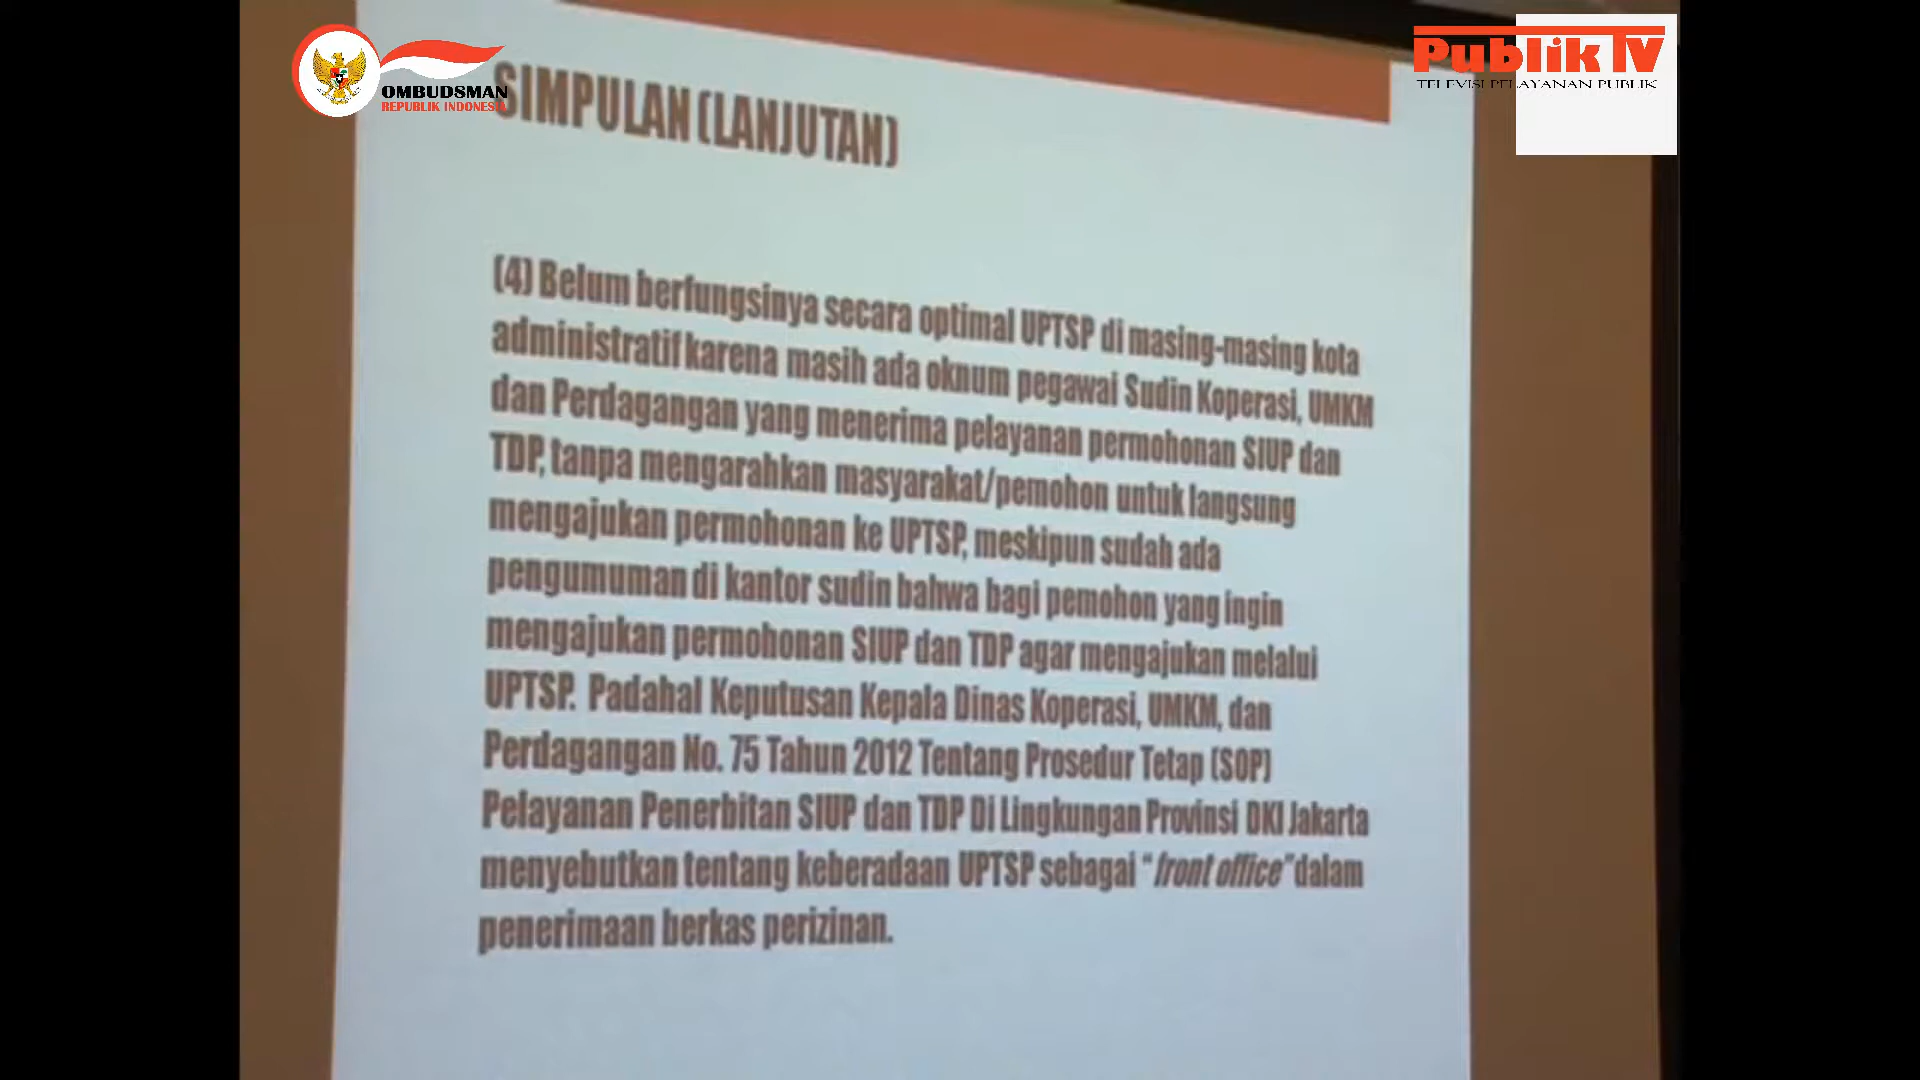 OMBUDSMAN
REPUBLIK INDONESIA
Publik TV
TELEVISI PELAYANAN PUBLIK
SIMPULAN (LANJUTAN)
(4) Belum berfungsinya secara optimal UPTSP di masing-masing kota
administratif karena masih ada oknum pegawai Sudin Koperasi, UMKM
dan Perdagangan yang menerima pelayanan permohonan SIUP dan
TDP, tanpa mengarahkan masyarakat/pemohon untuk langsung
mengajukan permohonan ke UPTSP, meskipun sudah ada
pengumuman di kantor sudin bahwa bagi pemohon yang ingin
mengajukan permohonan SIUP dan TDP agar mengajukan melalui
UPTSP. Padahal Keputusan Kepala Dinas Koperasi, UMKM, dan
Perdagangan No. 75 Tahun 2012 Tentang Prosedur Tetap (SOP)
Pelayanan Penerbitan SIUP dan TDP Di Lingkungan Provinsi DKI Jakarta
menyebutkan tentang keberadaan UPTSP sebagai "front office" dalam
penerimaan berkas perizinan.